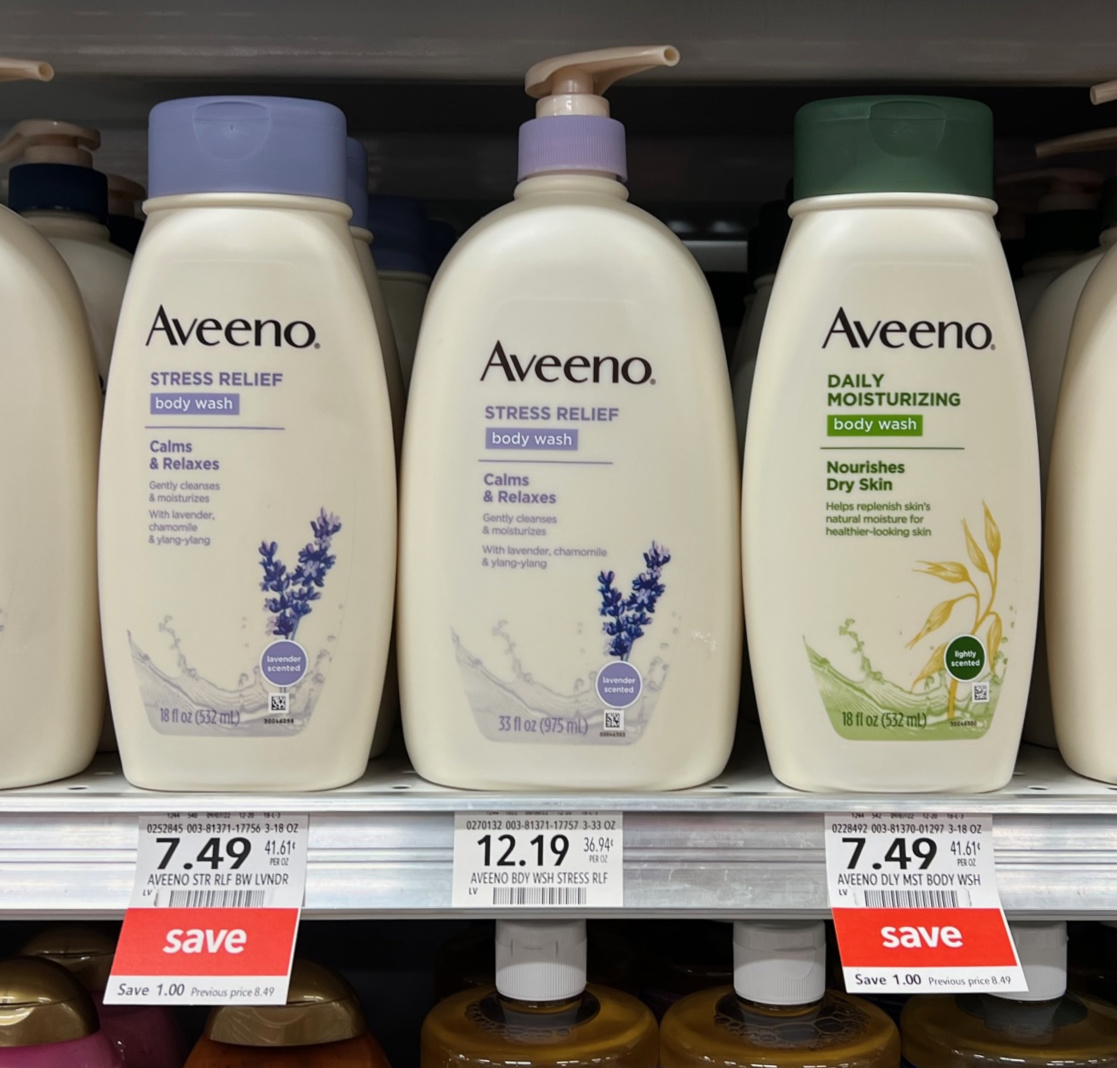 Aveeno®
STRESS RELIEF
body wash
Calms
& Relaxes
Gently cleanses
& moisturizes
With lavender,
chamomile
& ylang-ylang
lavender
scented
18 fl oz (532 mL)
Aveeno®
STRESS RELIEF
body wash
Calms
& Relaxes
Gently cleanses
& moisturizes
With lavender, chamomile
& ylang-ylang
lavender
scented
33 fl oz (975 mL)
Aveeno®
DAILY
MOISTURIZING
body wash
Nourishes
Dry Skin
Helps replenish skin's
natural moisture for
healthier-looking skin
lightly
scented
18 fl oz (532 mL)
0252845 003-81371-17756 3-18 OZ
7.49 41.61¢
PER OZ
AVEENO STR RLF BW LVNDR
LV
save
Save 1.00 Previous price 8.49
0270132 003-81371-17757 3-33 OZ
12.19 36.94¢
PER OZ
AVEENO BDY WSH STRESS RLF
LV
0228492 003-81370-01297 3-18 OZ
7.49 41.61¢
PER OZ
AVEENO DLY MST BODY WSH
LV
save
Save 1.00 Previous price 8.49